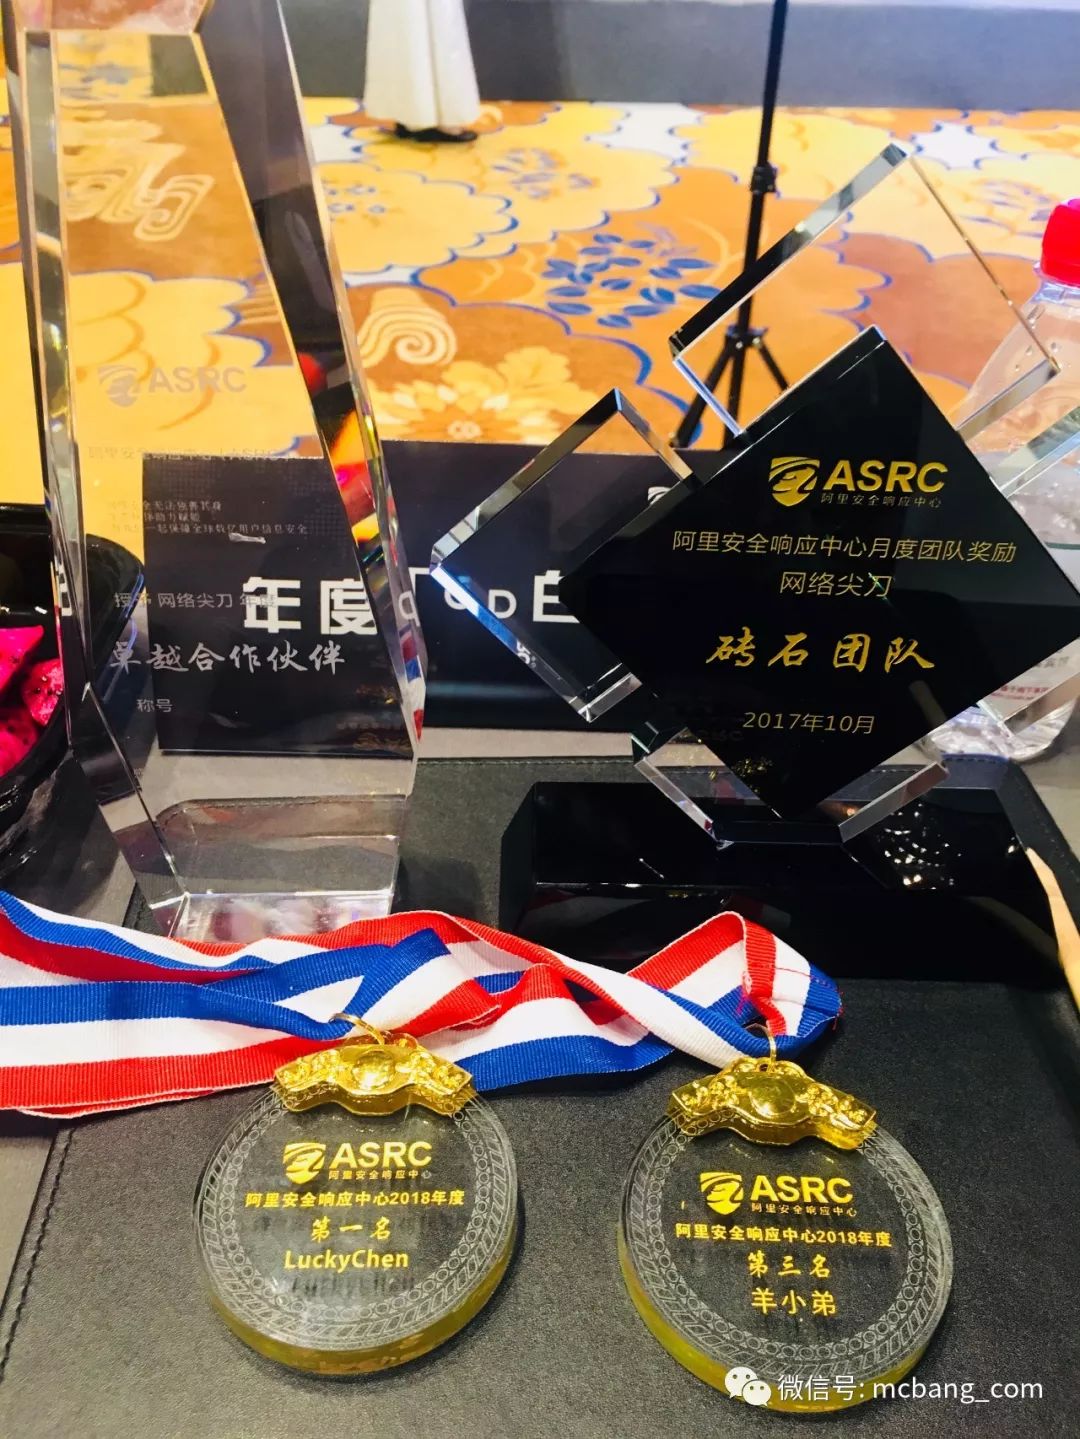 ASRC
网络尖刀
卓越合作伙伴
称号
年度
ASRC
阿里安全响应中心
阿里安全响应中心月度团队奖励
网络尖刀
砖石团队
2017年10月
ASRC
阿里安全响应中心
阿里安全响应中心2018年度
第一名
LuckyChen
ASRC
阿里安全响应中心
阿里安全响应中心2018年度
第三名
羊小弟
微信号: mcbang_com